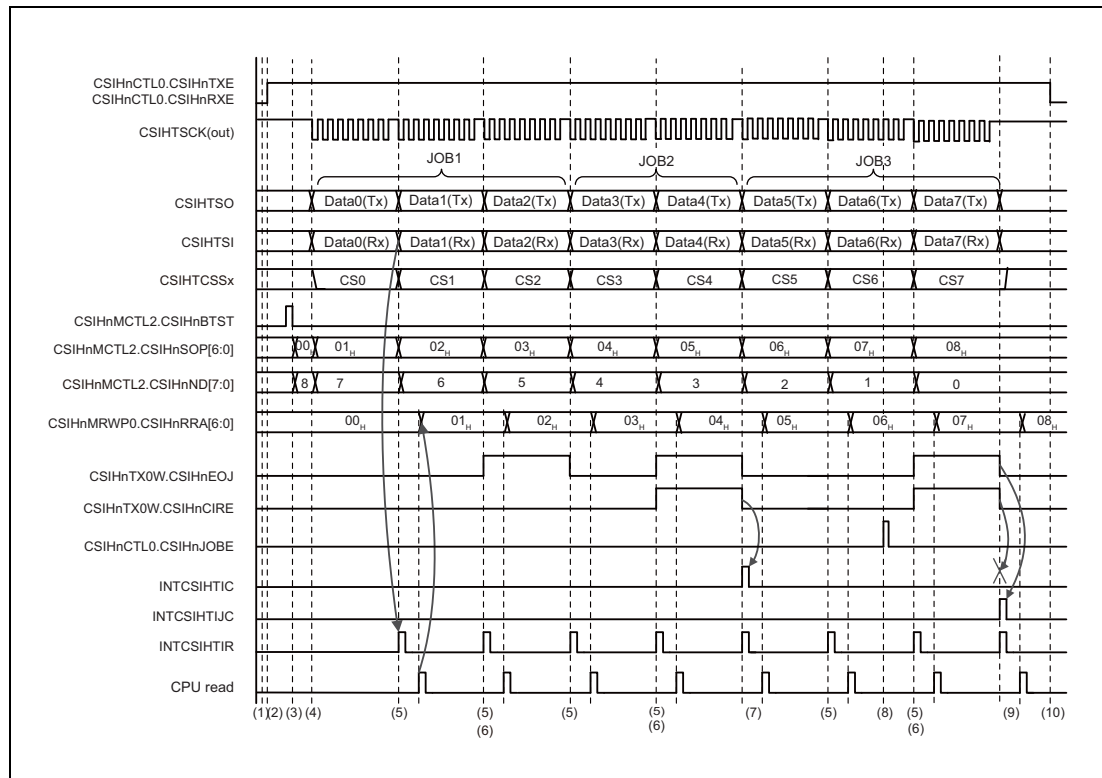 CSIHnCTL0.CSIHnTXE
CSIHnCTL0.CSIHnRXE
CSIHTSCK(out)
JOB1 JOB2 JOB3
CSIHTSO Data0(Tx) Data1(Tx) Data2(Tx) Data3(Tx) Data4(Tx) Data5(Tx) Data6(Tx) Data7(Tx)
CSIHTSI Data0(Rx) Data1(Rx) Data2(Rx) Data3(Rx) Data4(Rx) Data5(Rx) Data6(Rx) Data7(Rx)
CSIHTCSSx CS0 CS1 CS2 CS3 CS4 CS5 CS6 CS7
CSIHnMCTL2.CSIHnBTST
CSIHnMCTL2.CSIHnSOP[6:0] 00H 01H 02H 03H 04H 05H 06H 07H 08H
CSIHnMCTL2.CSIHnND[7:0] 8 7 6 5 4 3 2 1 0
CSIHnMRWP0.CSIHnRRA[6:0] 00H 01H 02H 03H 04H 05H 06H 07H 08H
CSIHnTX0W.CSIHnEOJ
CSIHnTX0W.CSIHnCIRE
CSIHnCTL0.CSIHnJOBE
INTCSIHTIC
INTCSIHTIJC
INTCSIHTIR
CPU read
(1) (2) (3) (4) (5) (5) (5) (5) (7) (5) (8) (5) (9) (10)
(6) (6) (6)